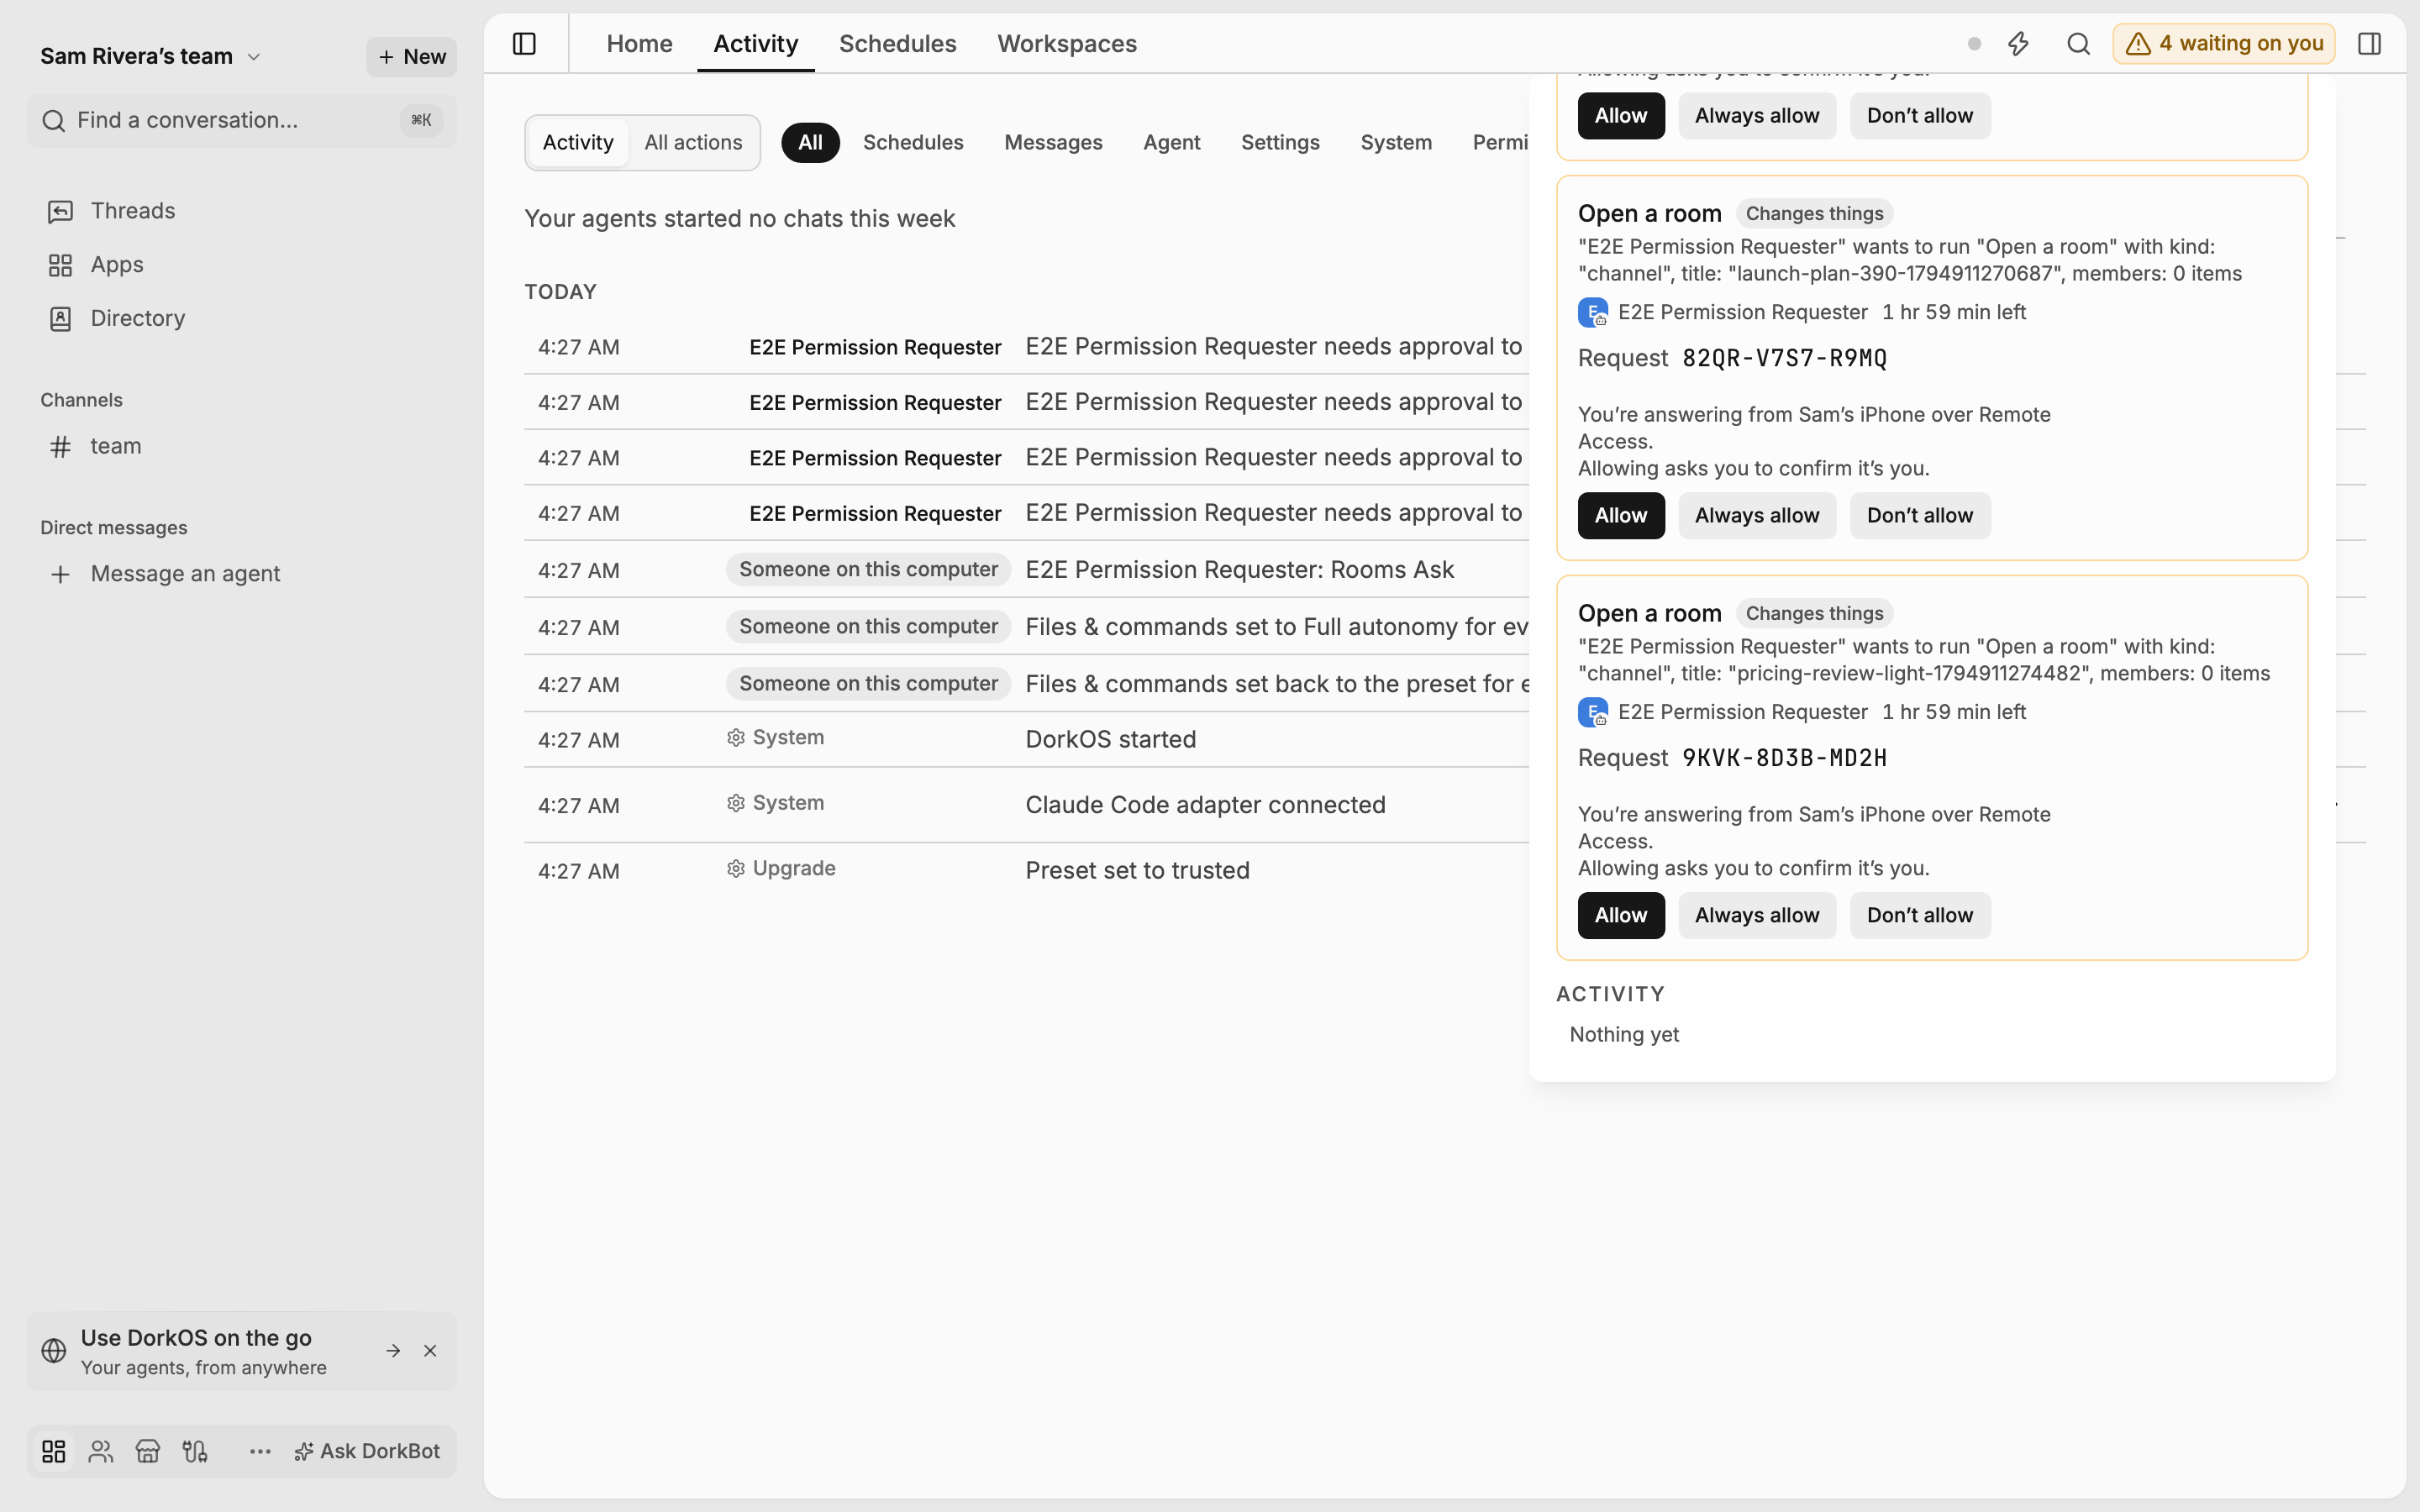 Sam Rivera’s team
+ New
Find a conversation...
⌘K
Threads
Apps
Directory
Channels
# team
Direct messages
+ Message an agent
Use DorkOS on the go
Your agents, from anywhere
Ask DorkBot
Home
Activity
Schedules
Workspaces
4 waiting on you
Activity
All actions
All
Schedules
Messages
Agent
Settings
System
Permi
Your agents started no chats this week
TODAY
4:27 AM E2E Permission Requester E2E Permission Requester needs approval to
4:27 AM E2E Permission Requester E2E Permission Requester needs approval to
4:27 AM E2E Permission Requester E2E Permission Requester needs approval to
4:27 AM E2E Permission Requester E2E Permission Requester needs approval to
4:27 AM Someone on this computer E2E Permission Requester: Rooms Ask
4:27 AM Someone on this computer Files & commands set to Full autonomy for ev
4:27 AM Someone on this computer Files & commands set back to the preset for e
4:27 AM System DorkOS started
4:27 AM System Claude Code adapter connected
4:27 AM Upgrade Preset set to trusted
Allowing asks you to confirm it’s you.
Allow
Always allow
Don’t allow
Open a room
Changes things
"E2E Permission Requester" wants to run "Open a room" with kind:
"channel", title: "launch-plan-390-1794911270687", members: 0 items
E E2E Permission Requester 1 hr 59 min left
Request 82QR-V7S7-R9MQ
You’re answering from Sam’s iPhone over Remote
Access.
Allowing asks you to confirm it’s you.
Allow
Always allow
Don’t allow
Open a room
Changes things
"E2E Permission Requester" wants to run "Open a room" with kind:
"channel", title: "pricing-review-light-1794911274482", members: 0 items
E E2E Permission Requester 1 hr 59 min left
Request 9KVK-8D3B-MD2H
You’re answering from Sam’s iPhone over Remote
Access.
Allowing asks you to confirm it’s you.
Allow
Always allow
Don’t allow
ACTIVITY
Nothing yet